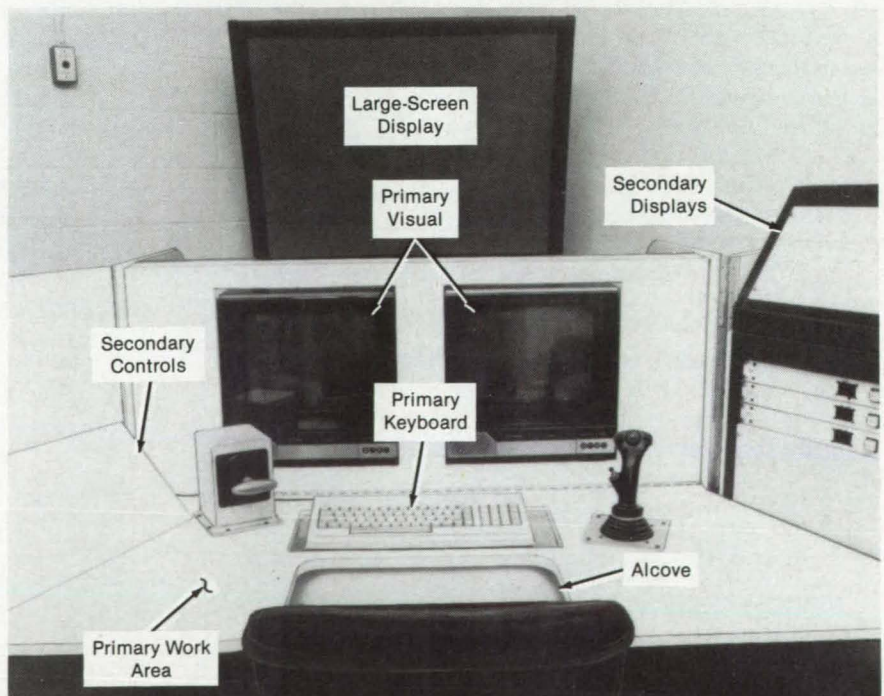 Large-Screen
Display
Primary
Visual
Secondary
Displays
Secondary
Controls
Primary
Keyboard
Alcove
Primary Work
Area